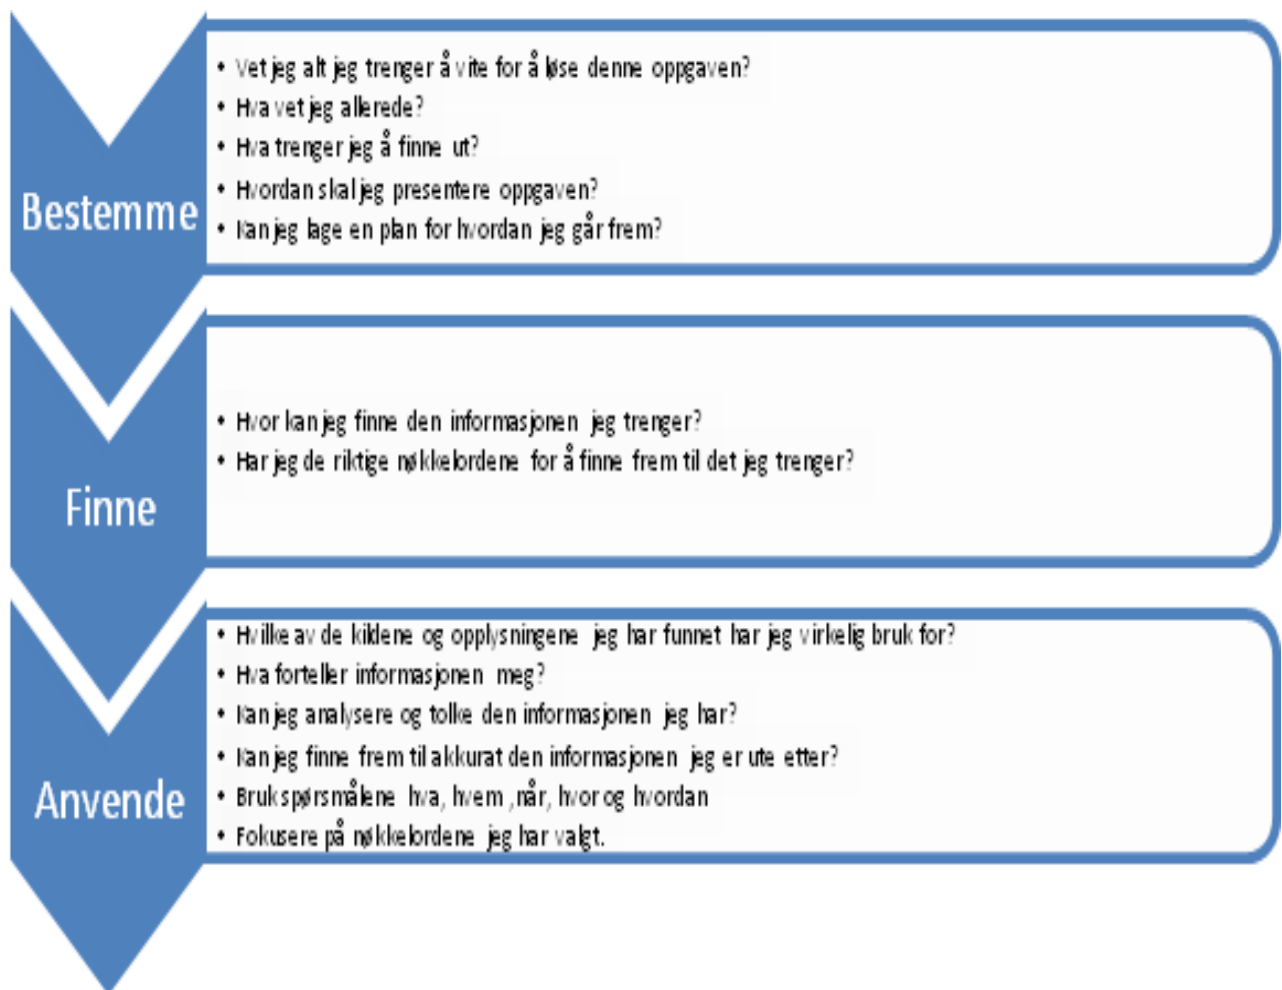 Bestemme
• Vet jeg alt jeg trenger å vite for å løse denne oppgaven?
• Hva vet jeg allerede?
• Hva trenger jeg å finne ut?
• Hvordan skal jeg presentere oppgaven?
• Kan jeg lage en plan for hvordan jeg går frem?
Finne
• Hvor kan jeg finne den informasjonen jeg trenger?
• Har jeg de riktige nøkkelordene for å finne frem til det jeg trenger?
Anvende
• Hvilke av de kildene og opplysningene jeg har funnet har jeg virkelig bruk for?
• Hva forteller informasjonen meg?
• Kan jeg analysere og tolke den informasjonen jeg har?
• Kan jeg finne frem til akkurat den informasjonen jeg er ute etter?
• Bruk spørsmålene hva, hvem ,når, hvor og hvordan
• Fokusere på nøkkelordene jeg har valgt.